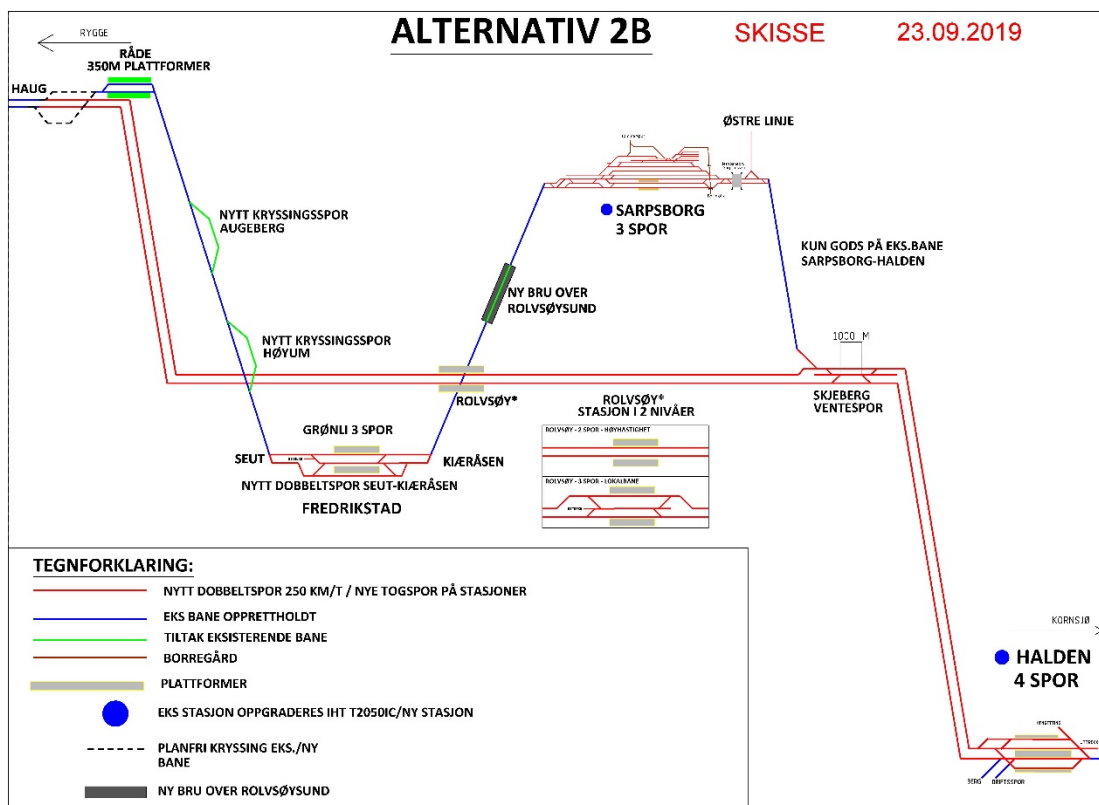 ALTERNATIV 2B
SKISSE 23.09.2019
RYGGE
RÅDE
350M PLATTFORMER
HAUG
ØSTRE LINJE
NYTT KRYSSINGSSPOR
AUGEBERG
SARPSBORG
3 SPOR
KUN GODS PÅ EKS.BANE
SARPSBORG-HALDEN
NY BRU OVER
ROLVSØYSUND
NYTT KRYSSINGSSPOR
HØYUM
1000 M
SKJEBERG
VENTESPOR
ROLVSØY*
ROLVSØY*
STASJON I 2 NIVÅER
ROLVSØY - 2 SPOR - HØYHASTIGHET
ROLVSØY - 3 SPOR - LOKALBANE
GRØNLI 3 SPOR
SEUT
KIÆRÅSEN
NYTT DOBBELTSPOR SEUT-KIÆRÅSEN
FREDRIKSTAD
TEGNFORKLARING:
NYTT DOBBELTSPOR 250 KM/T / NYE TOGSPOR PÅ STASJONER
EKS BANE OPPRETTHOLDT
TILTAK EKSISTERENDE BANE
BORREGÅRD
PLATTFORMER
EKS STASJON OPPGRADERES IHT T2050IC/NY STASJON
PLANFRI KRYSSING EKS./NY
BANE
NY BRU OVER ROLVSØYSUND
KORNSJØ
HALDEN
4 SPOR
HENSETTING
BERG
DRIFTSSPOR